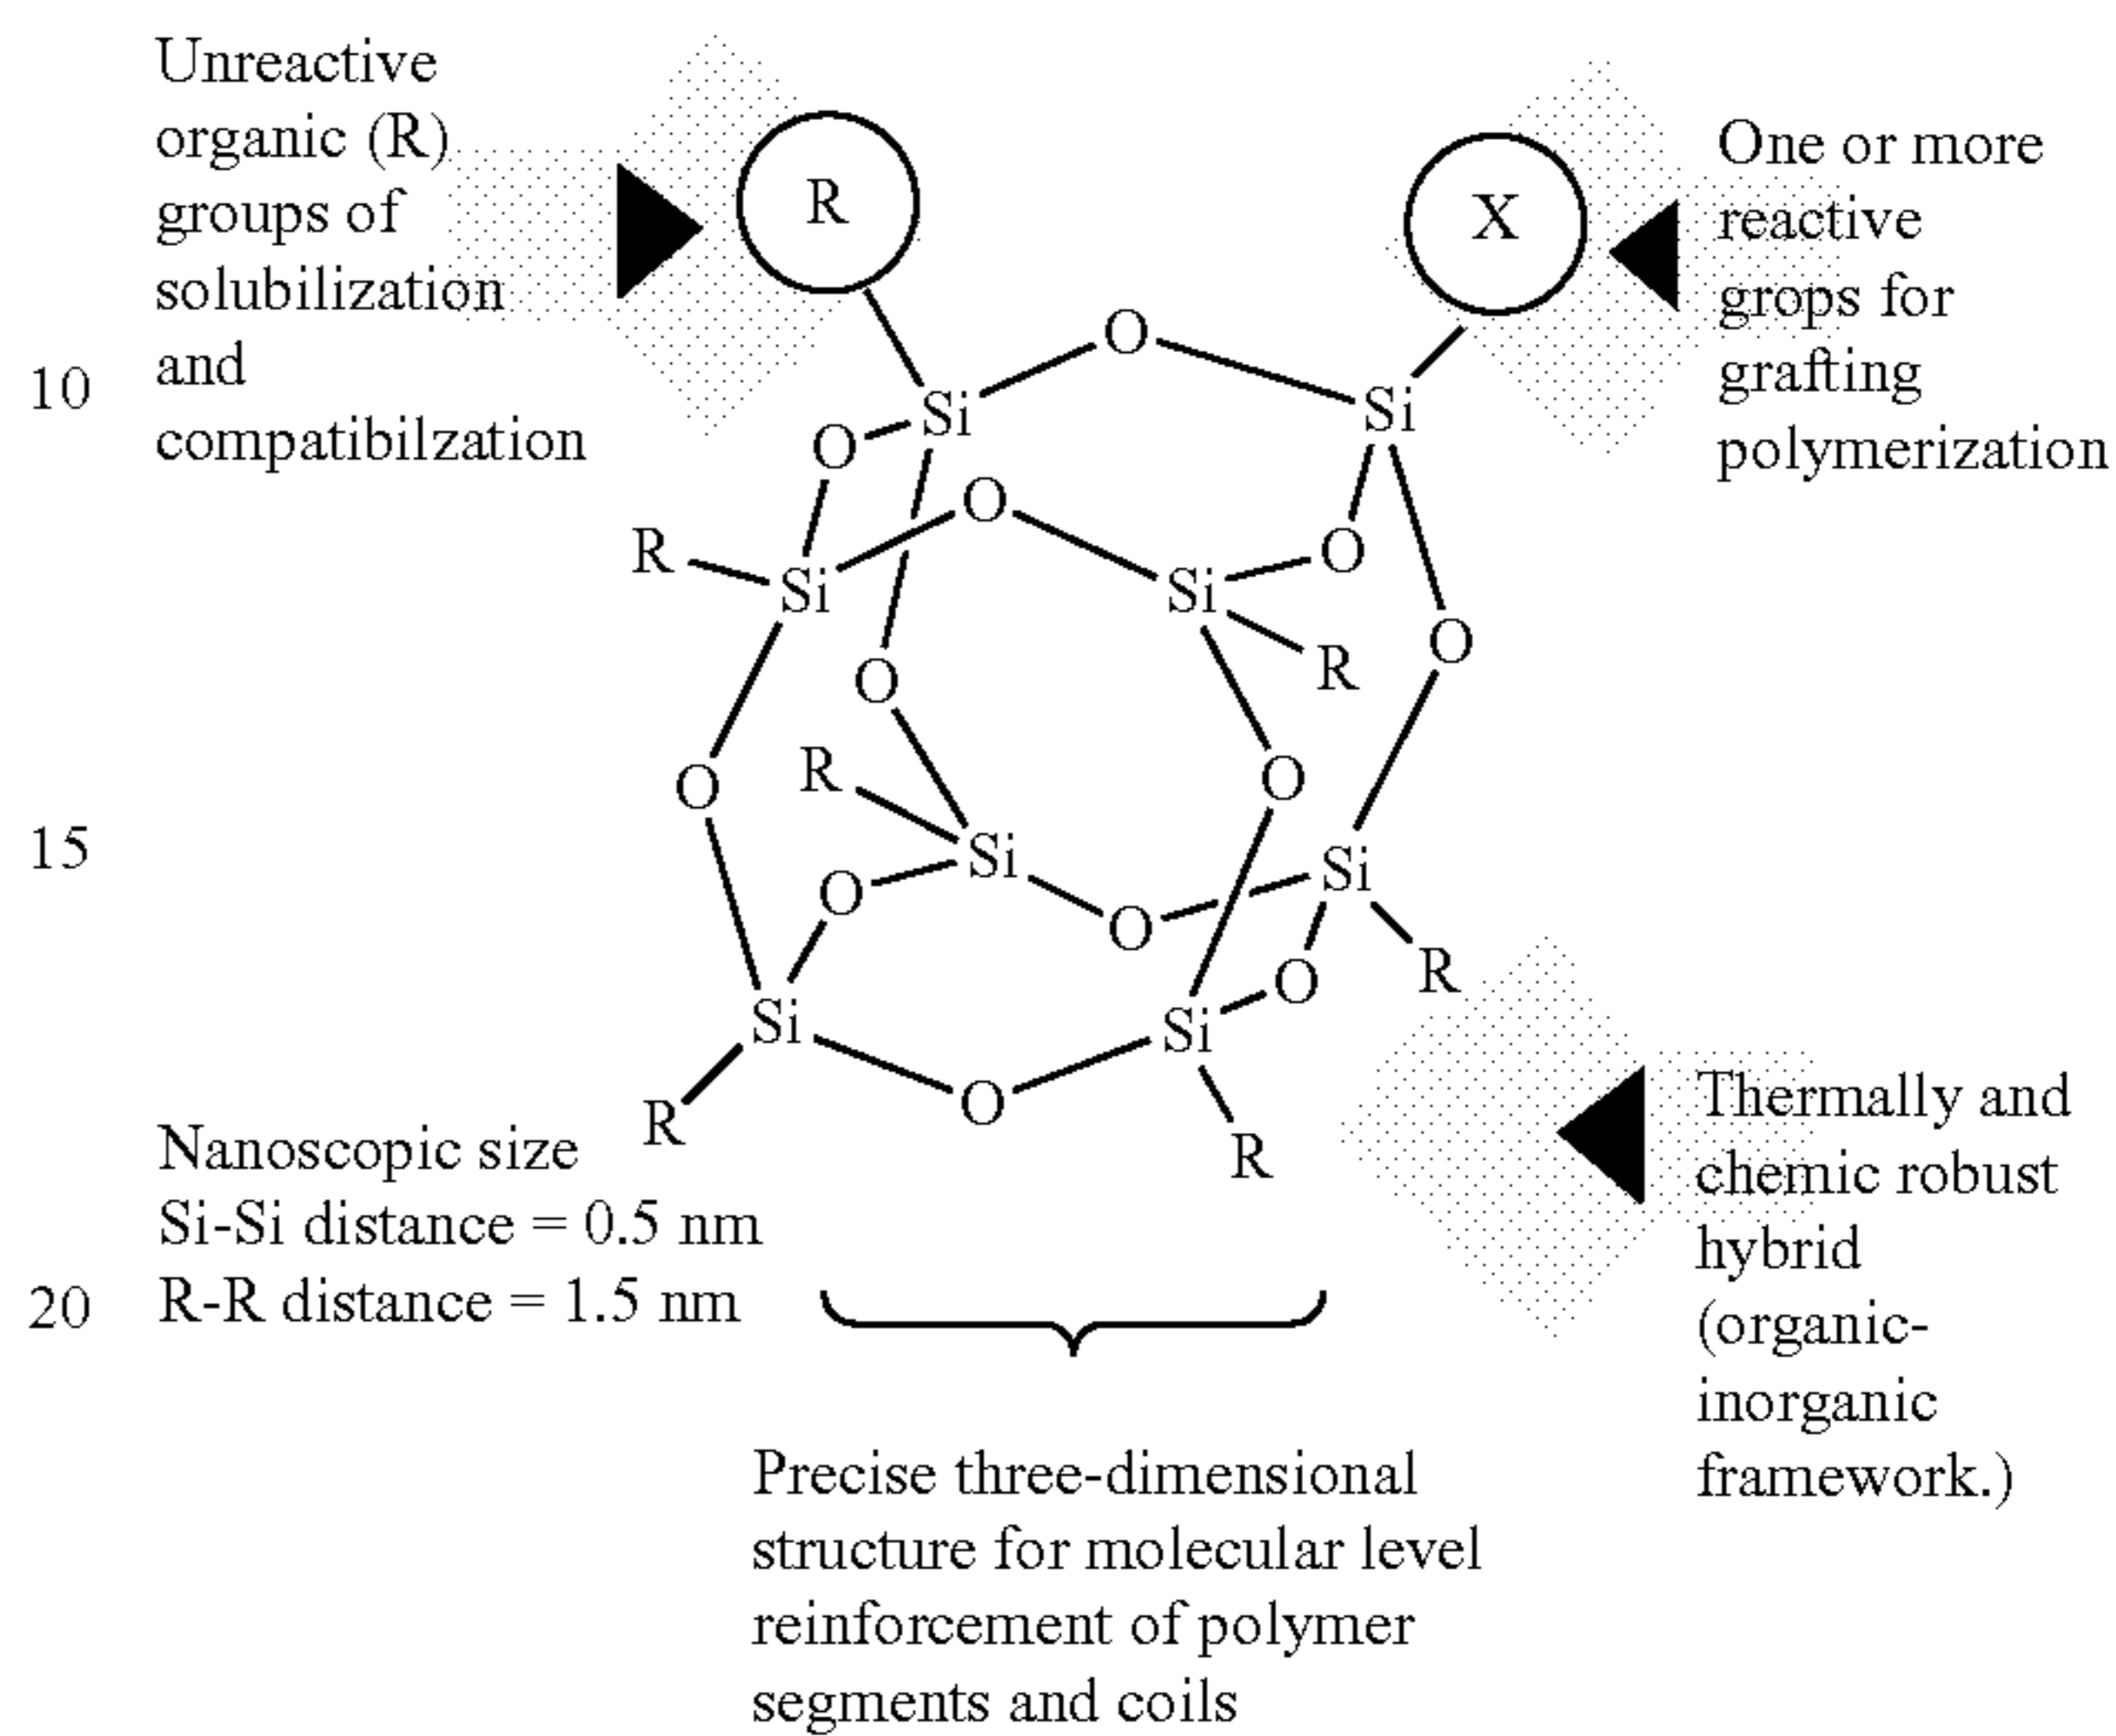 Unreactive
organic (R)
groups of
solubilization
and
compatibilzation
10
R
X
One or more
reactive
grops for
grafting
polymerization
O
Si
Si
O
O
R
Si
Si
O
O
R
O
R
O
O
15
Si
Si
O
O
R
O
Si
Si
R
O
R
Nanoscopic size
Si-Si distance = 0.5 nm
20
R-R distance = 1.5 nm
Thermally and
chemic robust
hybrid
(organic-
inorganic
framework.)
Precise three-dimensional
structure for molecular level
reinforcement of polymer
segments and coils